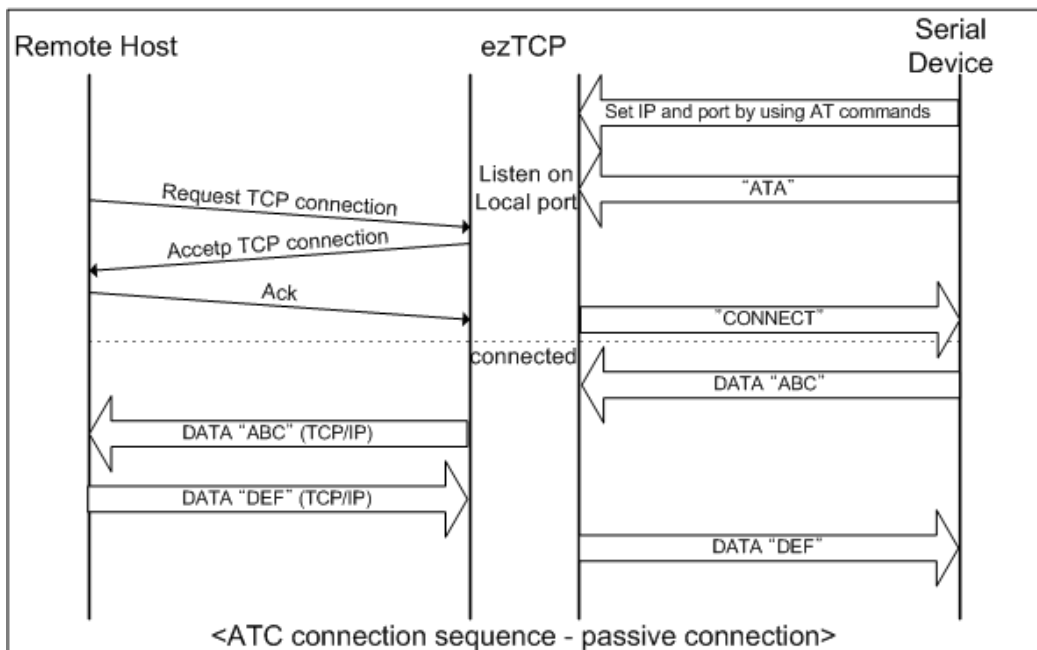 Remote Host
ezTCP
Serial
Device
Set IP and port by using AT commands
Listen on
Local port
"ATA"
Request TCP connection
Accetp TCP connection
Ack
"CONNECT"
connected
DATA "ABC"
DATA "ABC" (TCP/IP)
DATA "DEF" (TCP/IP)
DATA "DEF"
<ATC connection sequence - passive connection>